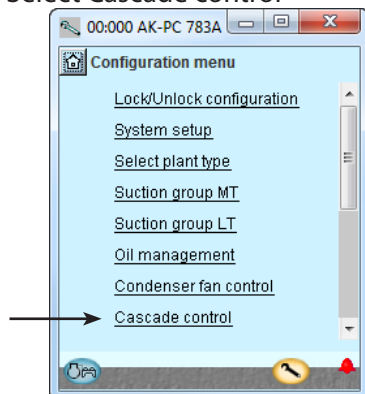 Select Cascade control
00:000 AK-PC 783A
Configuration menu
Lock/Unlock configuration
System setup
Select plant type
Suction group MT
Suction group LT
Oil management
Condenser fan control
Cascade control